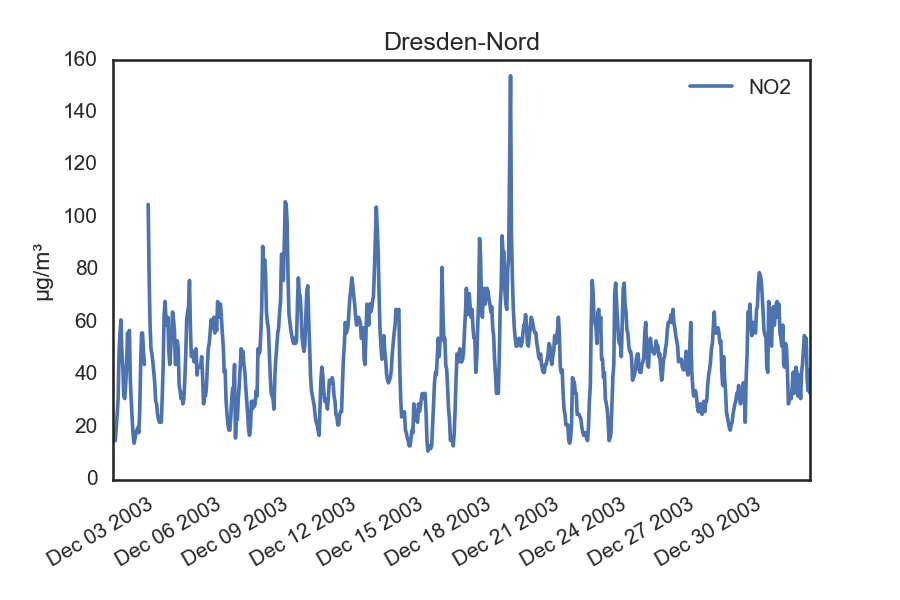 Dresden-Nord
NO2
µg/m³
160
140
120
100
80
60
40
20
0
Dec 03 2003
Dec 06 2003
Dec 09 2003
Dec 12 2003
Dec 15 2003
Dec 18 2003
Dec 21 2003
Dec 24 2003
Dec 27 2003
Dec 30 2003